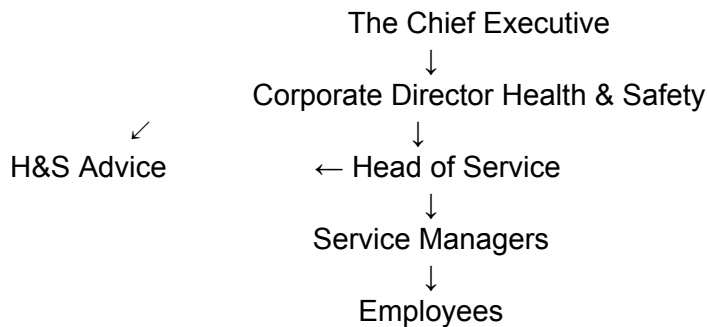 The Chief Executive
↓
Corporate Director Health & Safety
↙ ↓
H&S Advice ← Head of Service
↓
Service Managers
↓
Employees